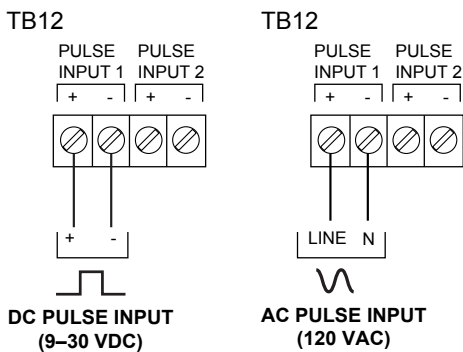 TB12
PULSE PULSE
INPUT 1 INPUT 2
+ - + -
+ -
DC PULSE INPUT
(9–30 VDC)
TB12
PULSE PULSE
INPUT 1 INPUT 2
+ - + -
LINE N
AC PULSE INPUT
(120 VAC)